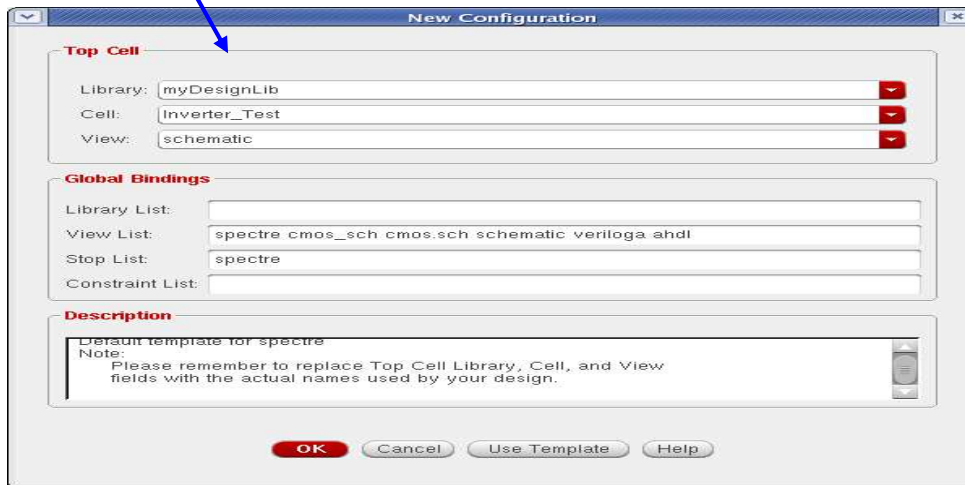 New Configuration
Top Cell
Library: myDesignLib
Cell: Inverter_Test
View: schematic
Global Bindings
Library List:
View List: spectre cmos_sch cmos.sch schematic veriloga ahdl
Stop List: spectre
Constraint List:
Description
Default template for spectre
Note:
Please remember to replace Top Cell Library, Cell, and View
fields with the actual names used by your design.
OK Cancel Use Template Help